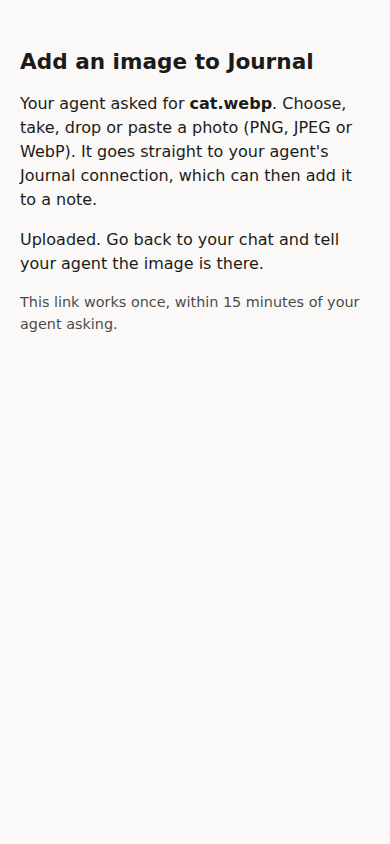 Add an image to Journal
Your agent asked for cat.webp. Choose,
take, drop or paste a photo (PNG, JPEG or
WebP). It goes straight to your agent's
Journal connection, which can then add it
to a note.
Uploaded. Go back to your chat and tell
your agent the image is there.
This link works once, within 15 minutes of your
agent asking.